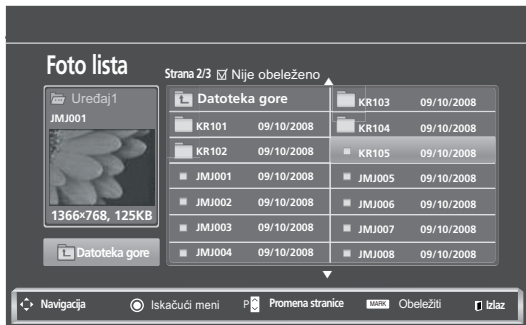 Foto lista
Strana 2/3 ☑ Nije obeleženo
Uređaj1
JMJ001
1366×768, 125KB
Datoteka gore
Datoteka gore
KR101 09/10/2008
KR102 09/10/2008
JMJ001 09/10/2008
JMJ002 09/10/2008
JMJ003 09/10/2008
JMJ004 09/10/2008
KR103 09/10/2008
KR104 09/10/2008
KR105 09/10/2008
JMJ005 09/10/2008
JMJ006 09/10/2008
JMJ007 09/10/2008
JMJ008 09/10/2008
Navigacija Iskačući meni P Promena stranice MARK Obeležiti Izlaz